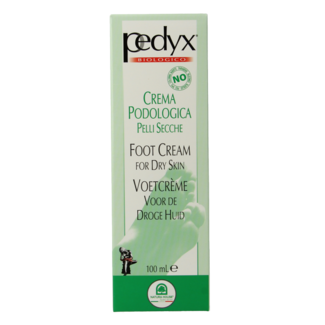 pedyx®
BIOLOGICO
NO
CREMA
PODOLOGICA
PELLI SECCHE
FOOT CREAM
FOR DRY SKIN
VOETCRÈME
VOOR DE
DROGE HUID
100 ml ℮